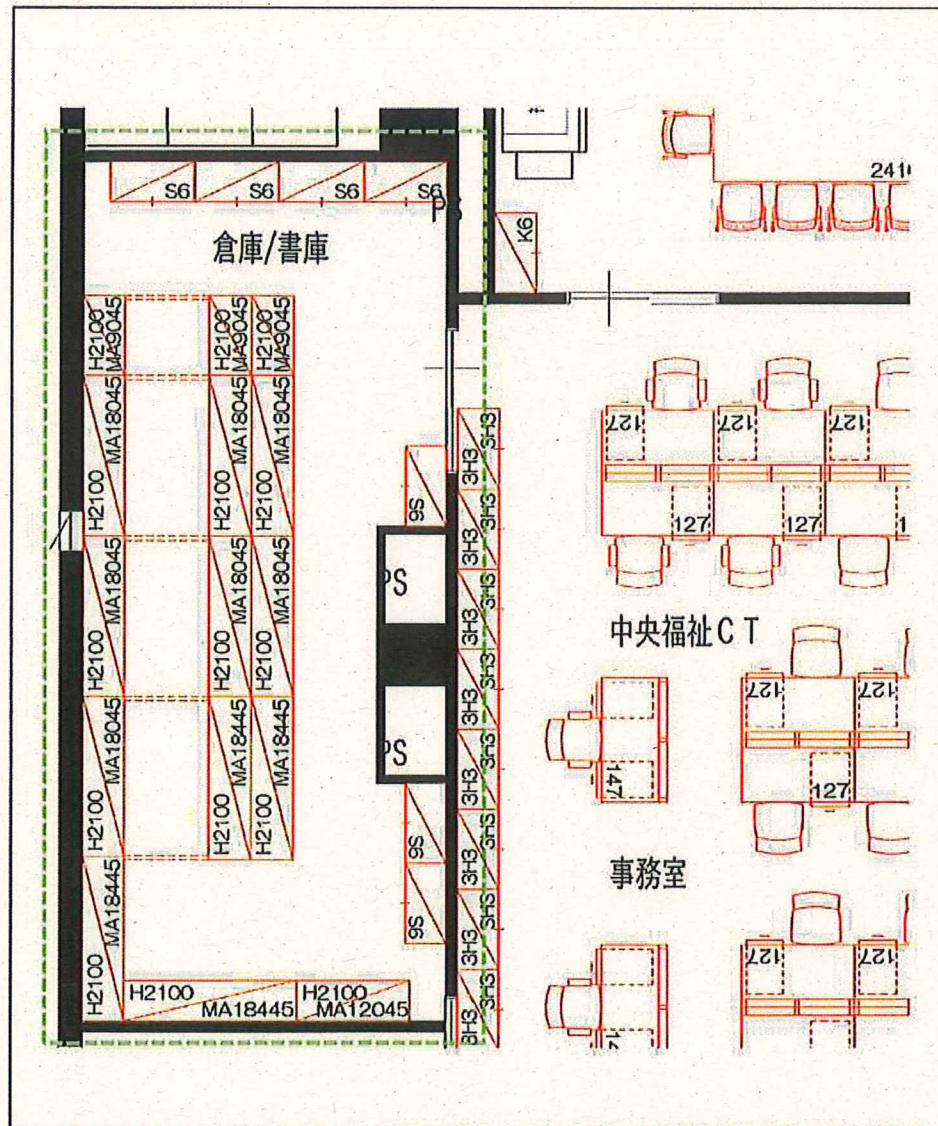 241
S6 S6 S6 S6
PS
K6
倉庫/書庫
H2100 MA9045
H2100 MA9045
H2100 MA9045
H2100 MA18045
H2100 MA18045
H2100 MA18045
3H3 3H3
127 127 127
S6
3H3 3H3
127 127
H2100 MA18045
H2100 MA18045
H2100 MA18045
PS
3H3 3H3
中央福祉CT
3H3 3H3
127 127
H2100 MA18045
H2100 MA18445
H2100 MA18445
PS
3H3 3H3
147
127
S6
3H3 3H3
事務室
H2100 MA18445
S6
3H3 3H3
127 127
H2100 MA18445
H2100 MA12045
3H3 3H3